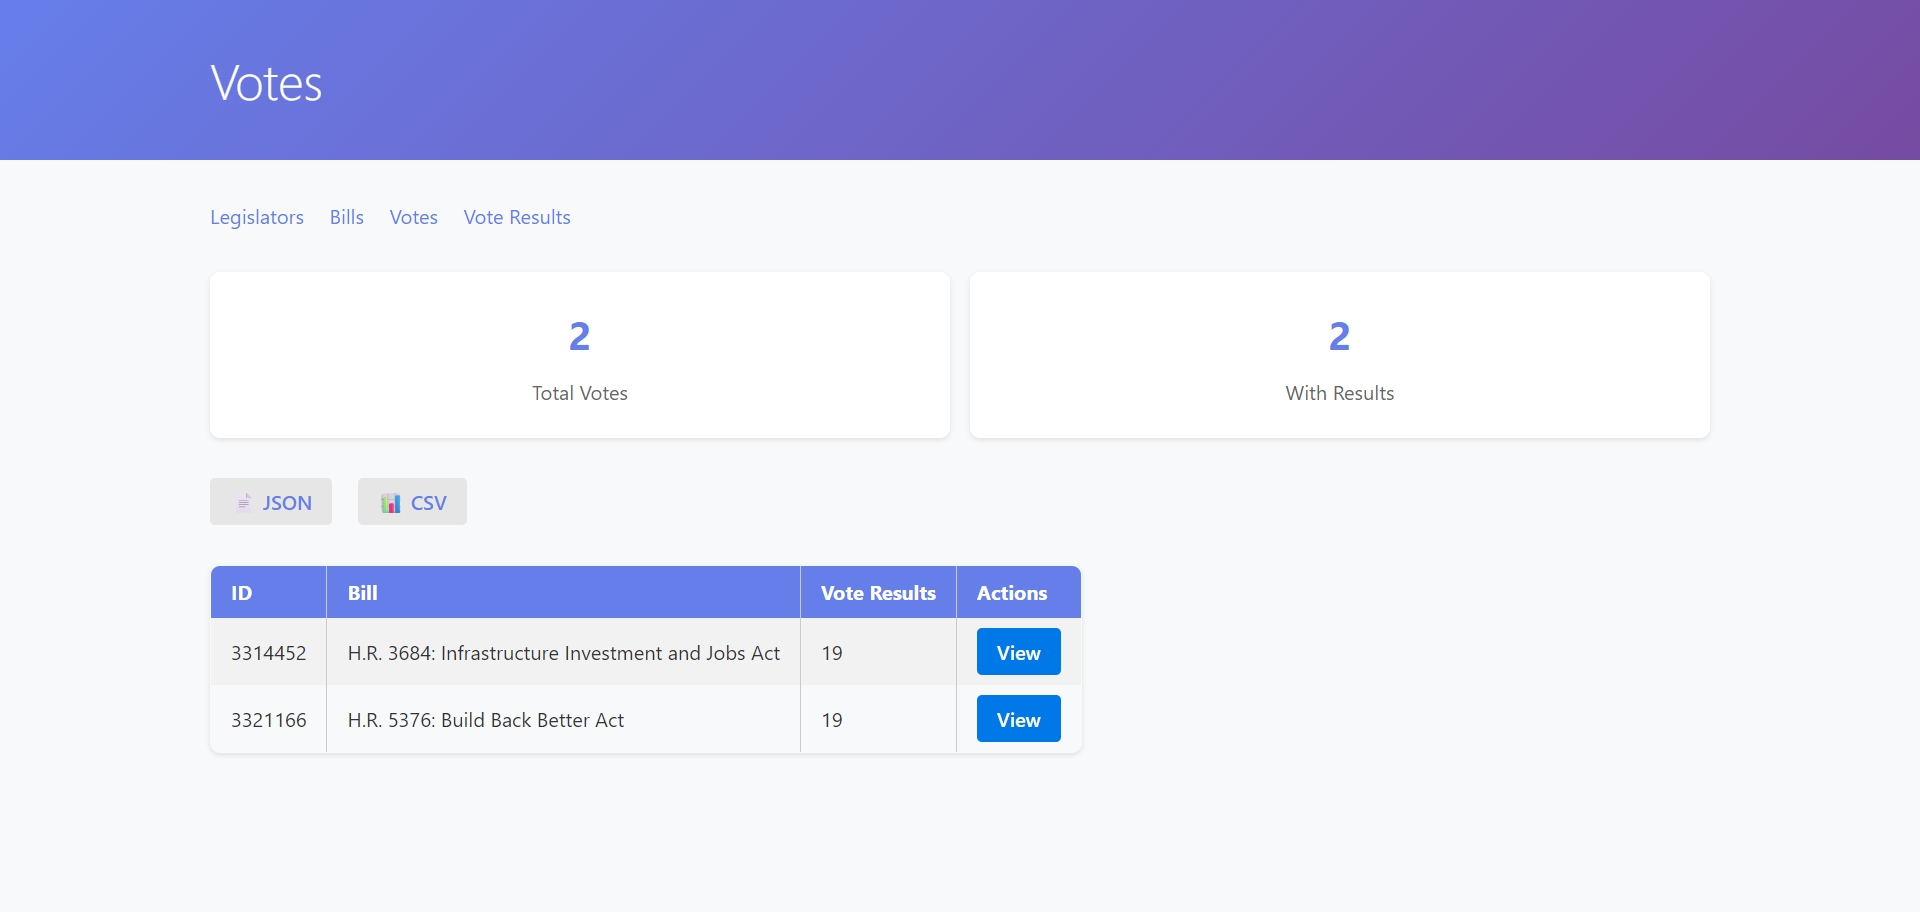 Votes
Legislators Bills Votes Vote Results
2
Total Votes
2
With Results
JSON CSV
ID Bill Vote Results Actions
3314452 H.R. 3684: Infrastructure Investment and Jobs Act 19 View
3321166 H.R. 5376: Build Back Better Act 19 View